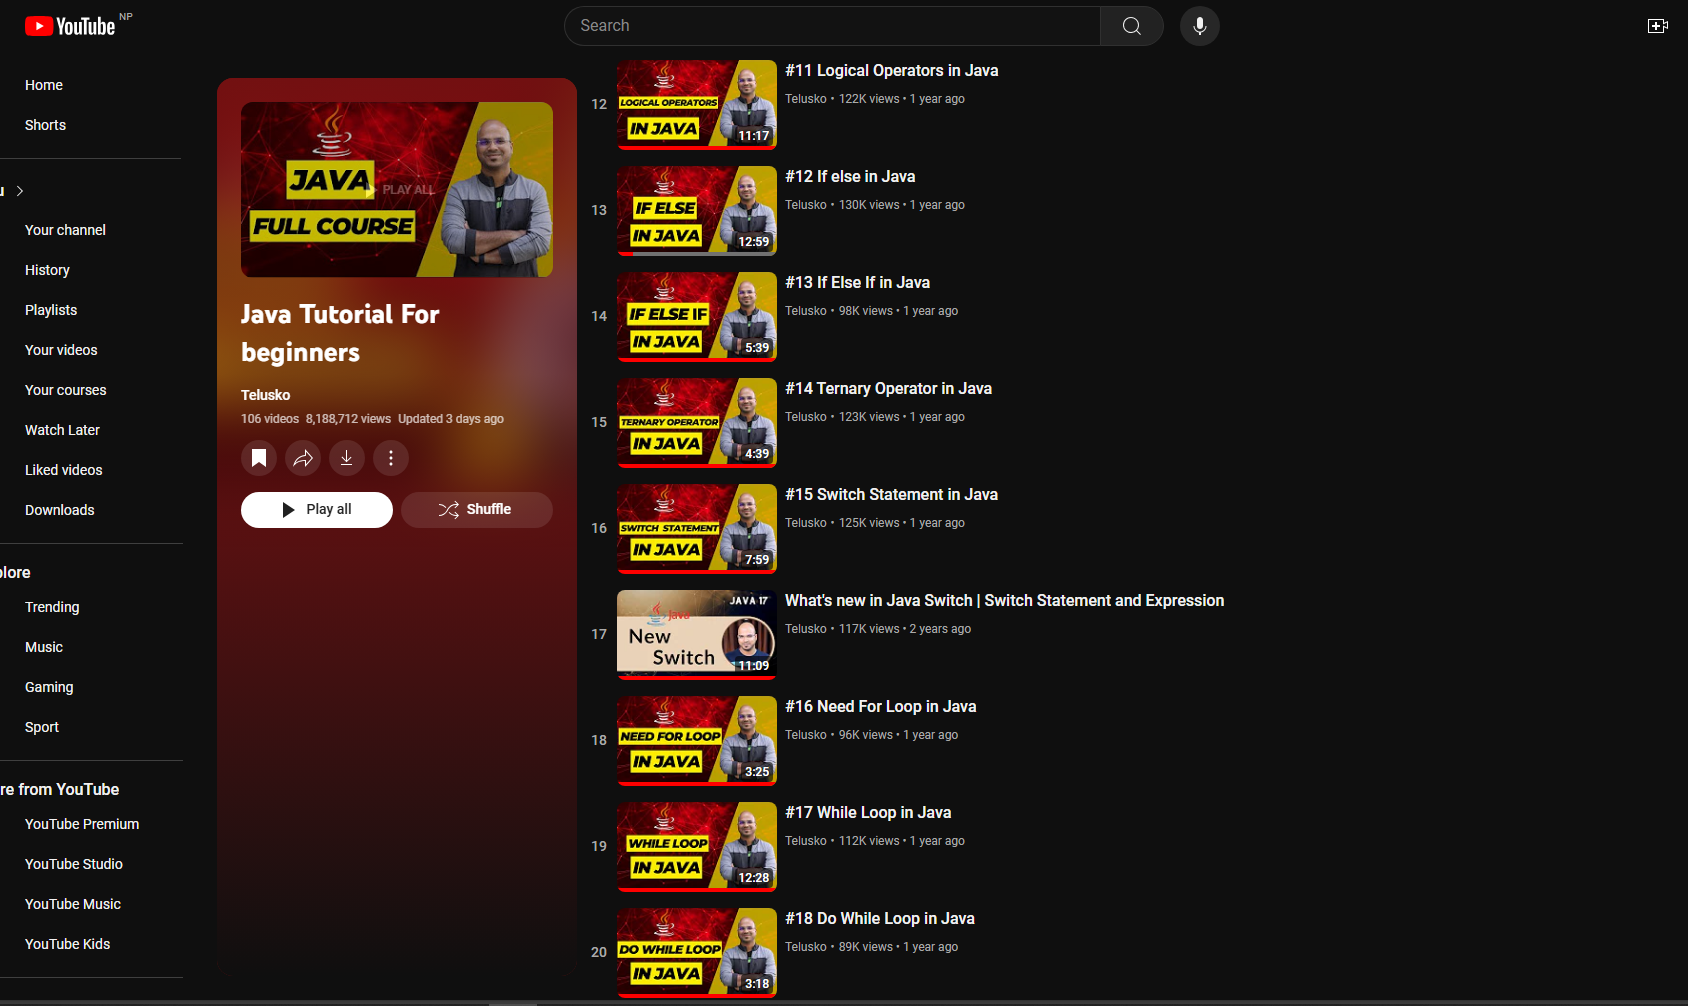 YouTube NP
Search
Home
Shorts
u
Your channel
History
Playlists
Your videos
Your courses
Watch Later
Liked videos
Downloads
plore
Trending
Music
Gaming
Sport
re from YouTube
YouTube Premium
YouTube Studio
YouTube Music
YouTube Kids
JAVA
PLAY ALL
FULL COURSE
Java Tutorial For
beginners
Telusko
106 videos 8,188,712 views Updated 3 days ago
Play all
Shuffle
12
LOGICAL OPERATORS
IN JAVA
11:17
#11 Logical Operators in Java
Telusko • 122K views • 1 year ago
13
IF ELSE
IN JAVA
12:59
#12 If else in Java
Telusko • 130K views • 1 year ago
14
IF ELSE IF
IN JAVA
5:39
#13 If Else If in Java
Telusko • 98K views • 1 year ago
15
TERNARY OPERATOR
IN JAVA
4:39
#14 Ternary Operator in Java
Telusko • 123K views • 1 year ago
16
SWITCH STATEMENT
IN JAVA
7:59
#15 Switch Statement in Java
Telusko • 125K views • 1 year ago
17
JAVA 17
Java
New
Switch
11:09
What's new in Java Switch | Switch Statement and Expression
Telusko • 117K views • 2 years ago
18
NEED FOR LOOP
IN JAVA
3:25
#16 Need For Loop in Java
Telusko • 96K views • 1 year ago
19
WHILE LOOP
IN JAVA
12:28
#17 While Loop in Java
Telusko • 112K views • 1 year ago
20
DO WHILE LOOP
IN JAVA
3:18
#18 Do While Loop in Java
Telusko • 89K views • 1 year ago